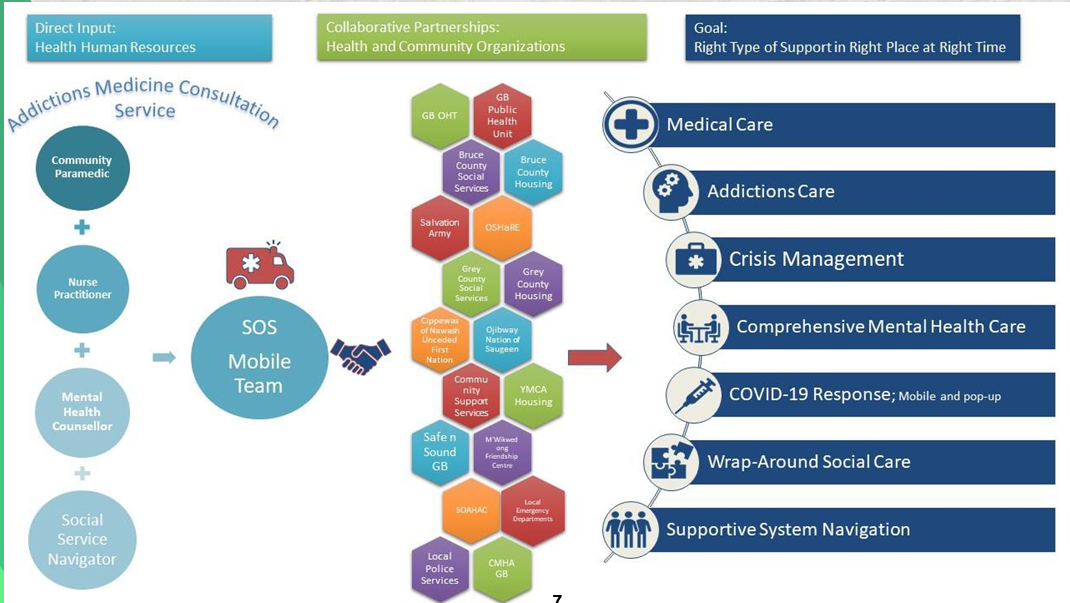 Direct Input:
Health Human Resources
Collaborative Partnerships:
Health and Community Organizations
Goal:
Right Type of Support in Right Place at Right Time
Addictions Medicine Consultation
Service
Community
Paramedic
Nurse
Practitioner
Mental
Health
Counsellor
Social
Service
Navigator
SOS
Mobile
Team
GB OHT
GB
Public
Health
Unit
Bruce
County
Social
Services
Bruce
County
Housing
Salvation
Army
OSHaRE
Grey
County
Social
Services
Grey
County
Housing
Cippewas
of Nawash
Unceded
First
Nation
Ojibway
Nation of
Saugeen
Commu
nity
Support
Services
YMCA
Housing
Safe n
Sound
GB
M'Wikwed
ong
Friendship
Centre
SOAHAC
Local
Emergency
Departments
Local
Police
Services
CMHA
GB
Medical Care
Addictions Care
Crisis Management
Comprehensive Mental Health Care
COVID-19 Response; Mobile and pop-up
Wrap-Around Social Care
Supportive System Navigation
7